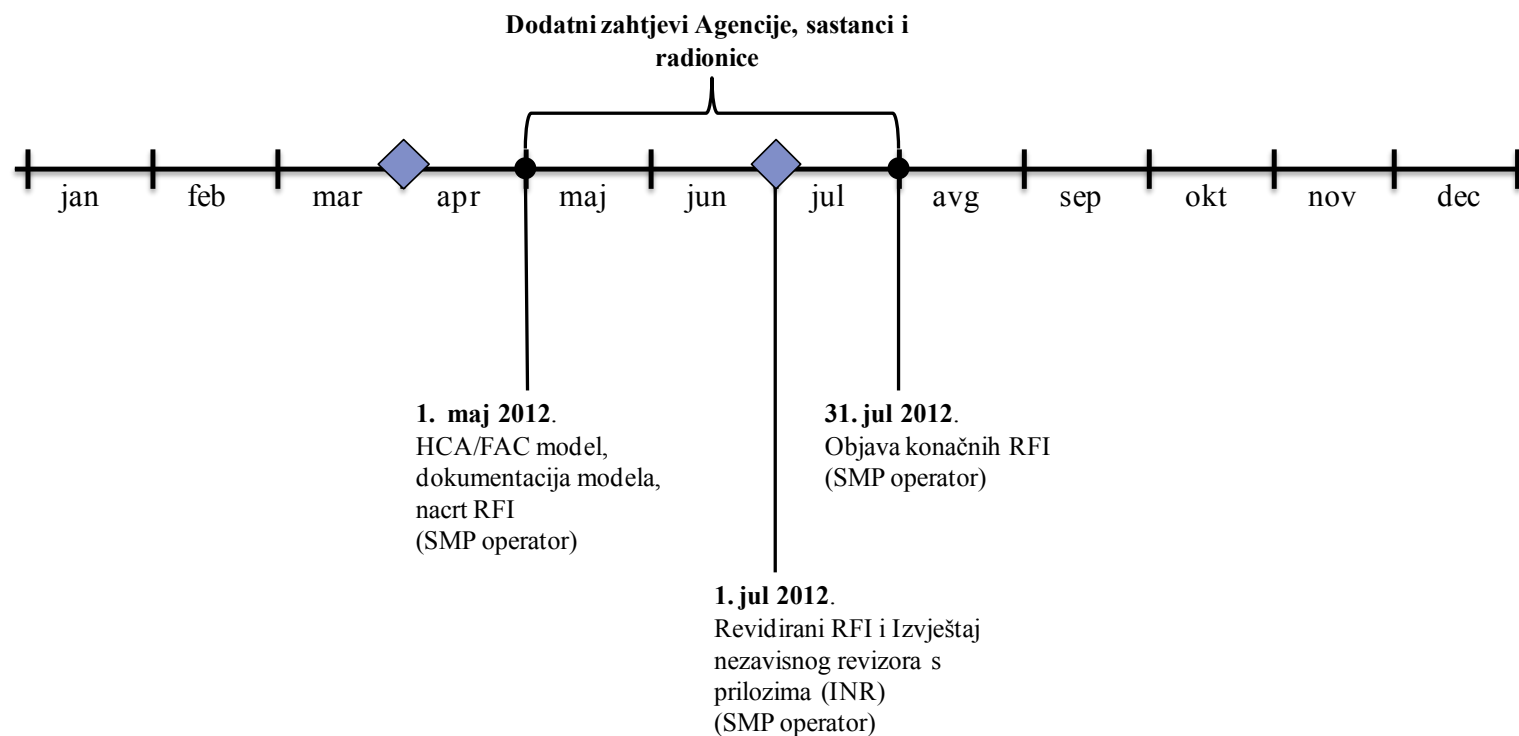 Dodatni zahtjevi Agencije, sastanci i
radionice
jan feb mar apr maj jun jul avg sep okt nov dec
1. maj 2012.
HCA/FAC model,
dokumentacija modela,
nacrt RFI
(SMP operator)
31. jul 2012.
Objava konačnih RFI
(SMP operator)
1. jul 2012.
Revidirani RFI i Izvještaj
nezavisnog revizora s
prilozima (INR)
(SMP operator)